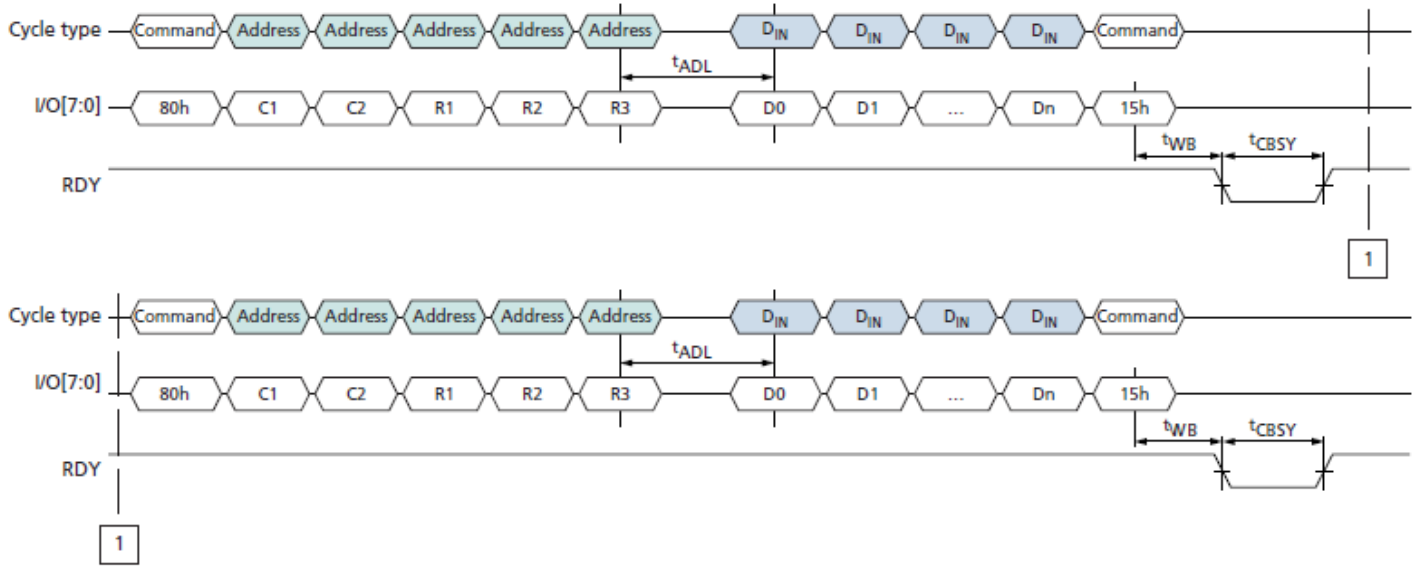 Cycle type Command Address Address Address Address Address DIN DIN DIN DIN Command
tADL
I/O[7:0] 80h C1 C2 R1 R2 R3 D0 D1 ... Dn 15h
tWB tCBSY
RDY
1
Cycle type Command Address Address Address Address Address DIN DIN DIN DIN Command
tADL
I/O[7:0] 80h C1 C2 R1 R2 R3 D0 D1 ... Dn 15h
tWB tCBSY
RDY
1